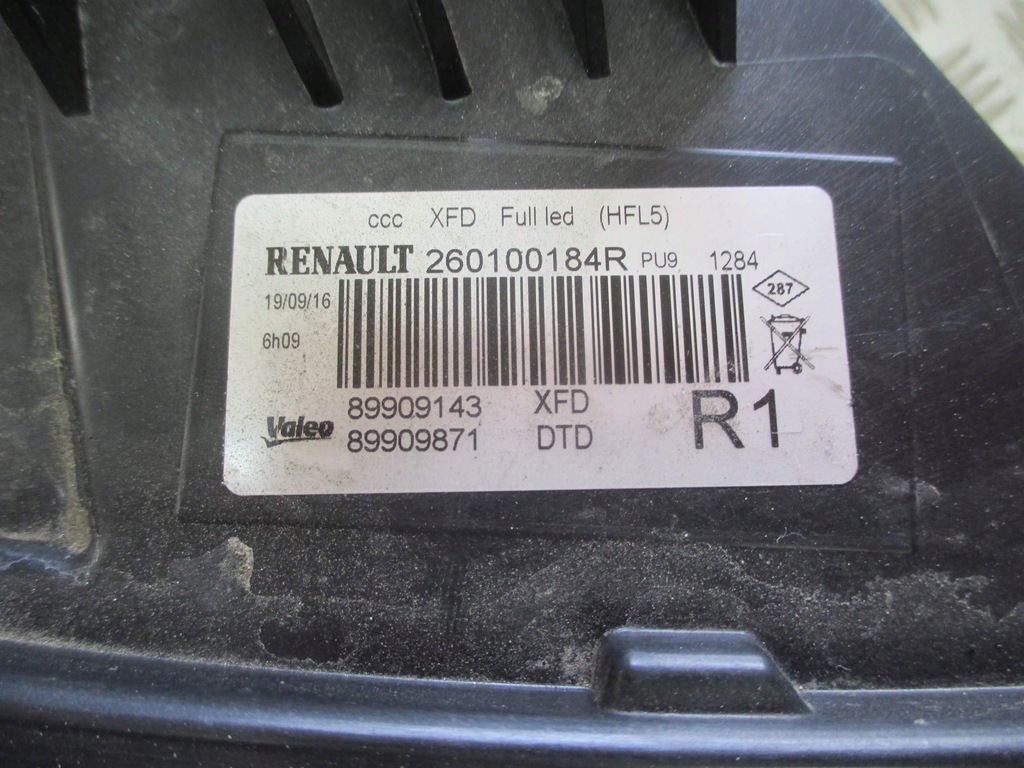 ccc XFD Full led (HFL5)
RENAULT 260100184R PU9 1284
19/09/16
287
6h09
89909143 XFD
Valeo 89909871 DTD
R1